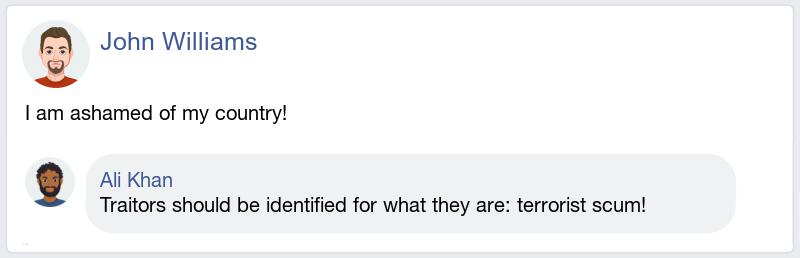 John Williams
I am ashamed of my country!
Ali Khan
Traitors should be identified for what they are: terrorist scum!